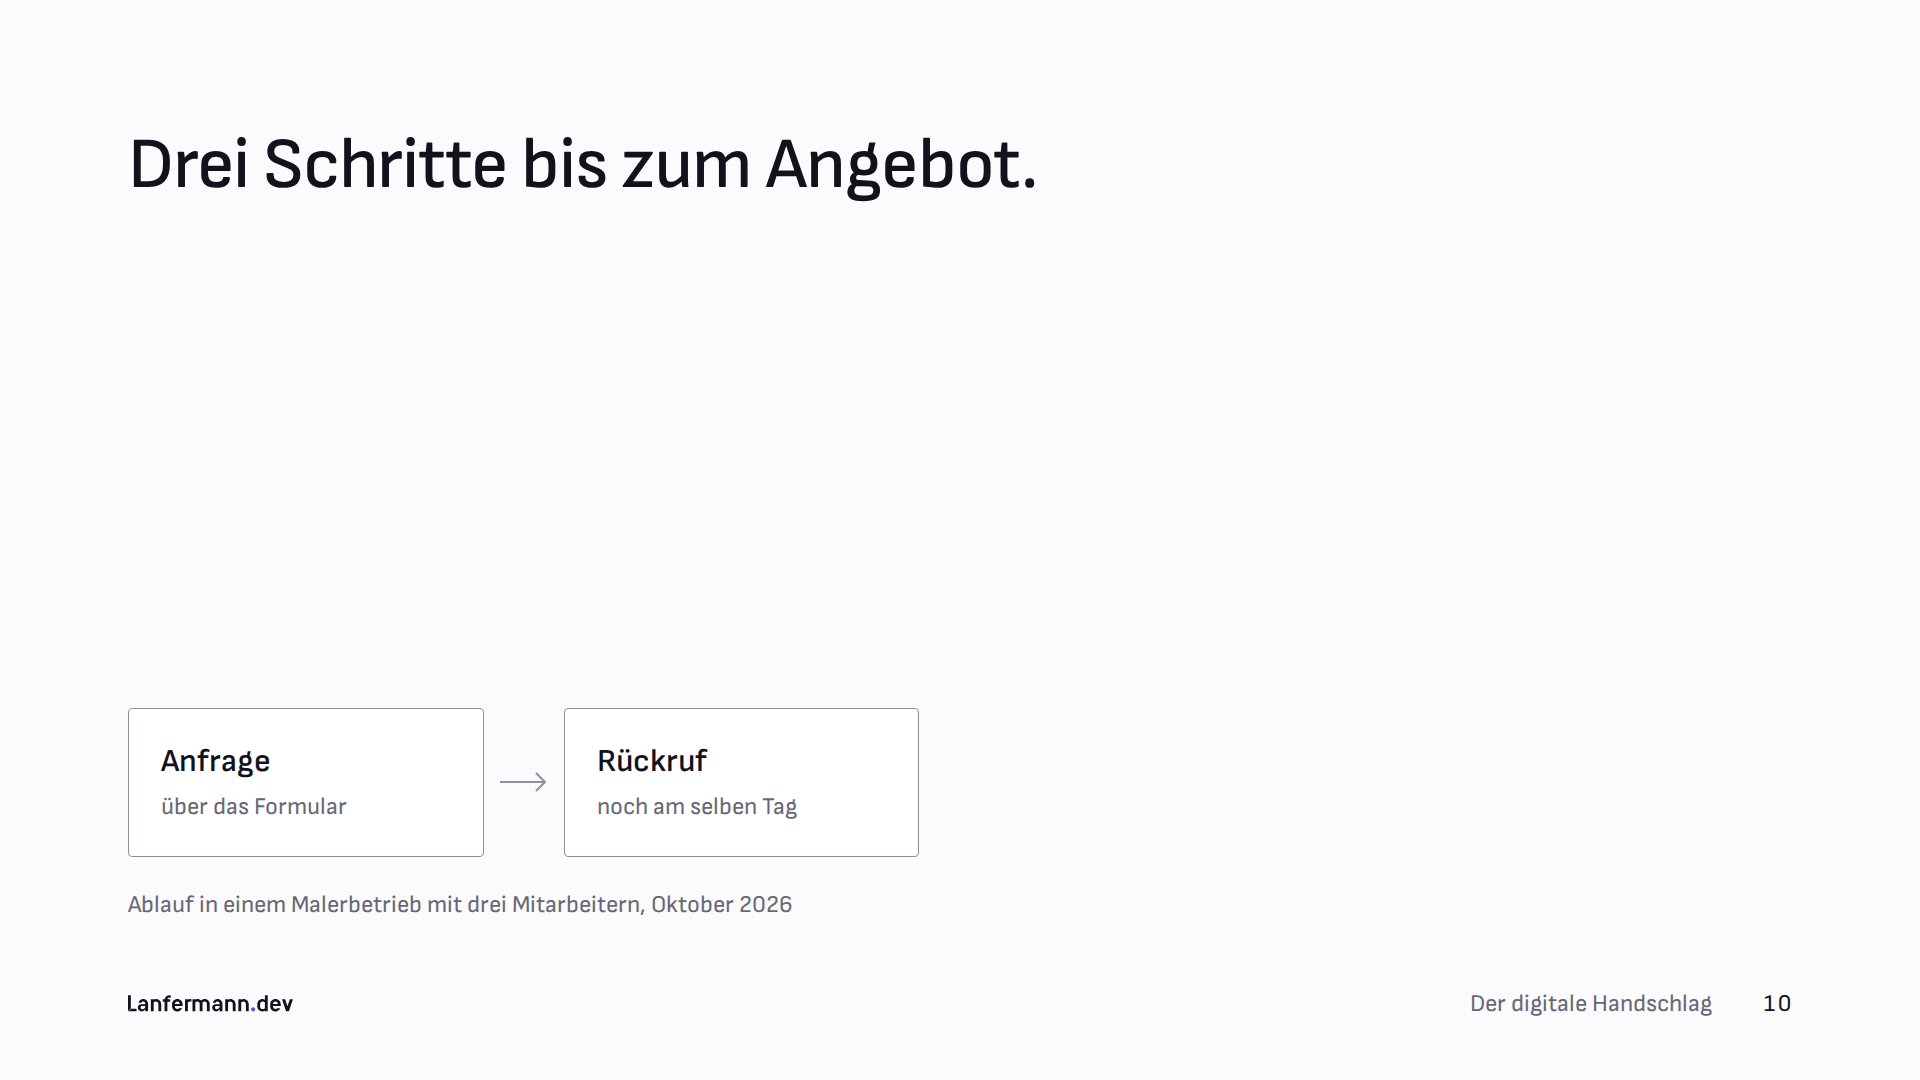 Drei Schritte bis zum Angebot.
Anfrage
über das Formular
Rückruf
noch am selben Tag
Ablauf in einem Malerbetrieb mit drei Mitarbeitern, Oktober 2026
Lanfermann.dev
Der digitale Handschlag
10